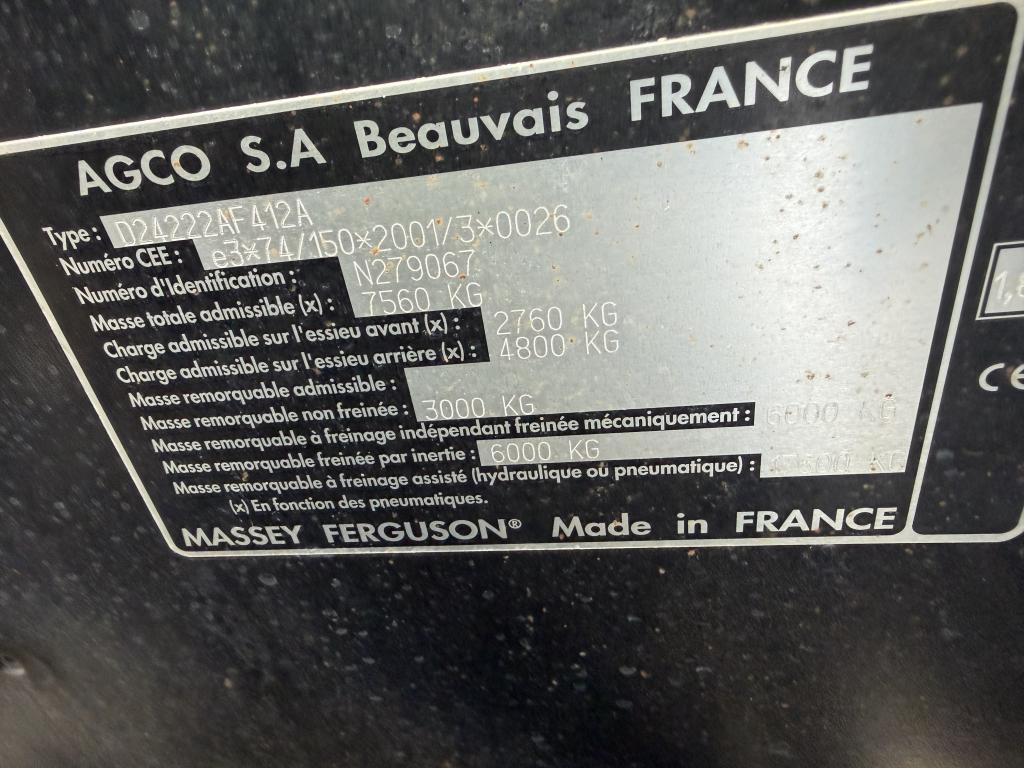 AGCO S.A Beauvais FRANCE
Type: D24222AF412A
Numéro CEE: e3*74/150*2001/3*0026
Numéro d'Identification: N279067
Masse totale admissible (x): 7560 KG
Charge admissible sur l'essieu avant (x): 2760 KG
Charge admissible sur l'essieu arrière (x): 4800 KG
Masse remorquable admissible:
Masse remorquable non freinée: 3000 KG
Masse remorquable à freinage indépendant freinée mécaniquement: 6000 KG
Masse remorquable freinée par inertie: 6000 KG
Masse remorquable à freinage assisté (hydraulique ou pneumatique): KG
(x) En fonction des pneumatiques.
MASSEY FERGUSON® Made in FRANCE